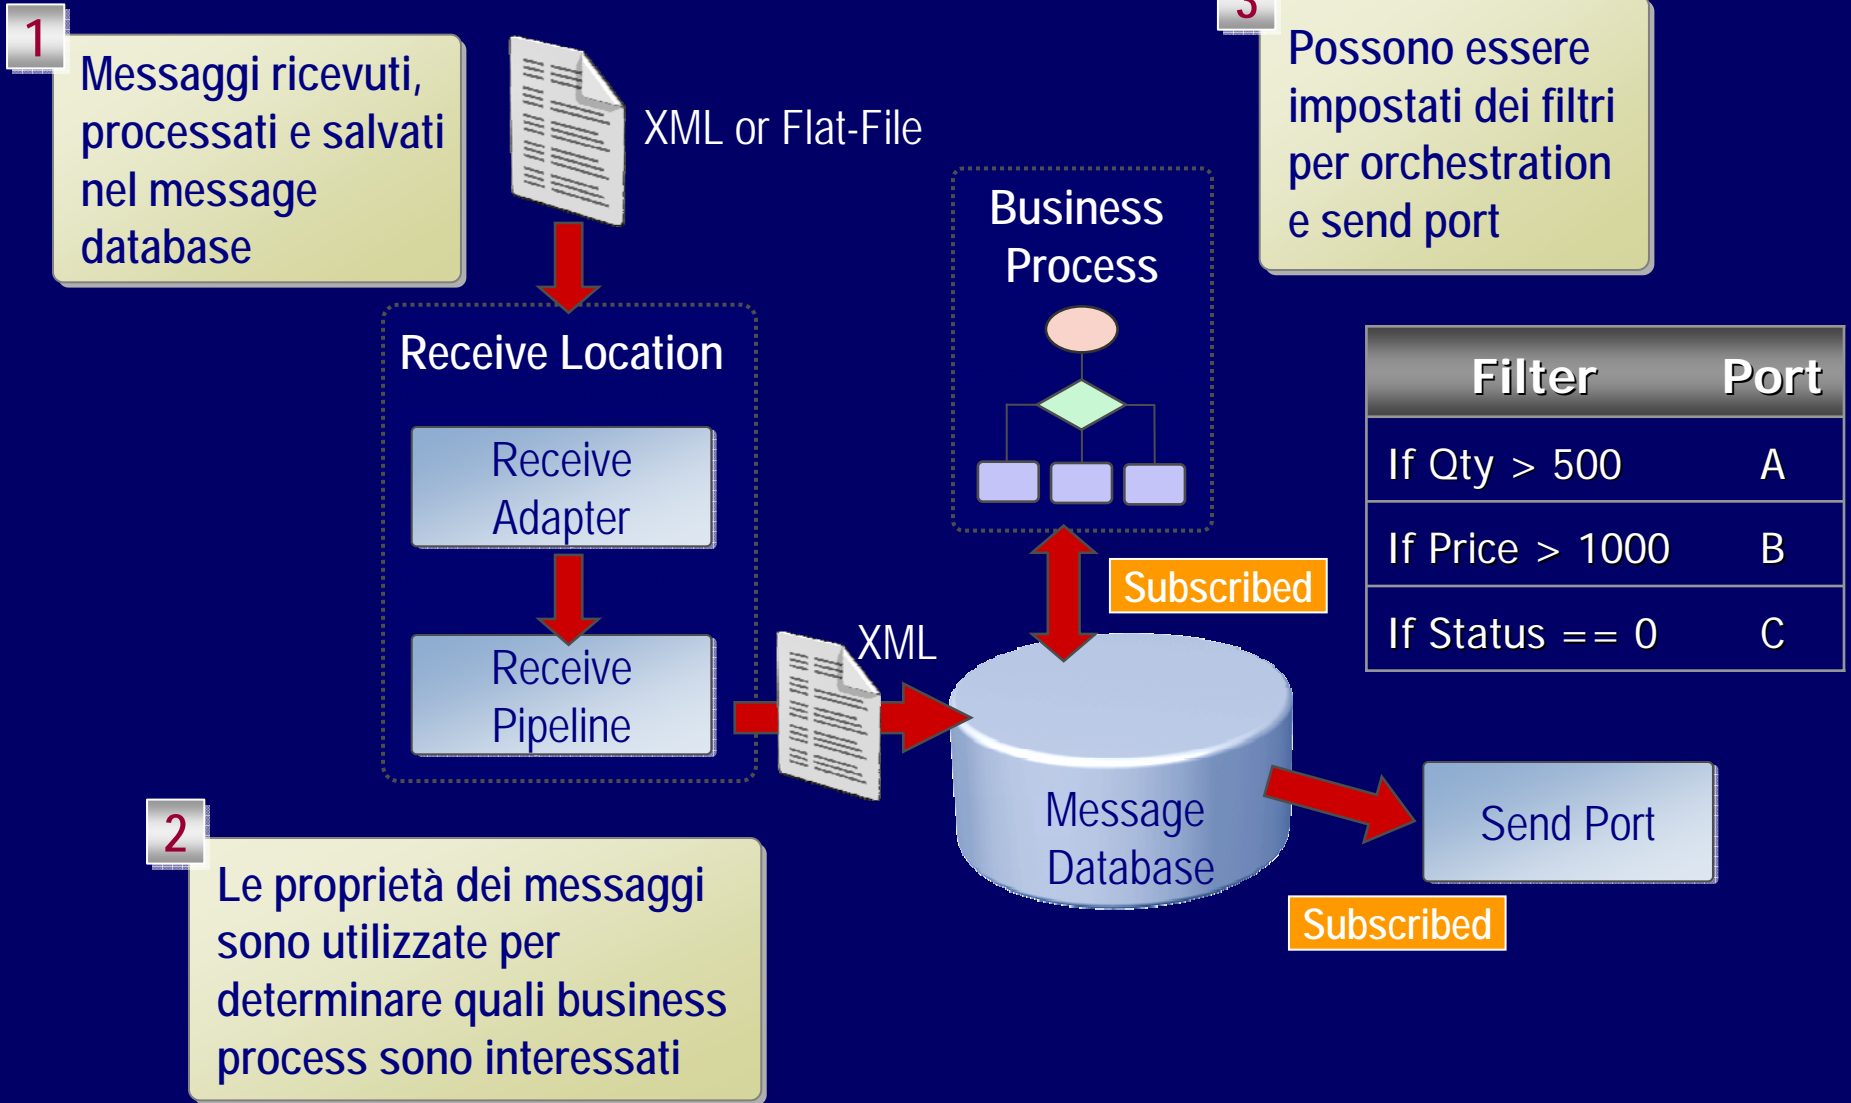 1
Messaggi ricevuti,
processati e salvati
nel message
database
XML or Flat-File
3
Possono essere
impostati dei filtri
per orchestration
e send port
Business
Process
Receive Location
Receive
Adapter
Receive
Pipeline
XML
Subscribed
Filter Port
If Qty > 500 A
If Price > 1000 B
If Status == 0 C
Message
Database
Send Port
Subscribed
2
Le proprietà dei messaggi
sono utilizzate per
determinare quali business
process sono interessati